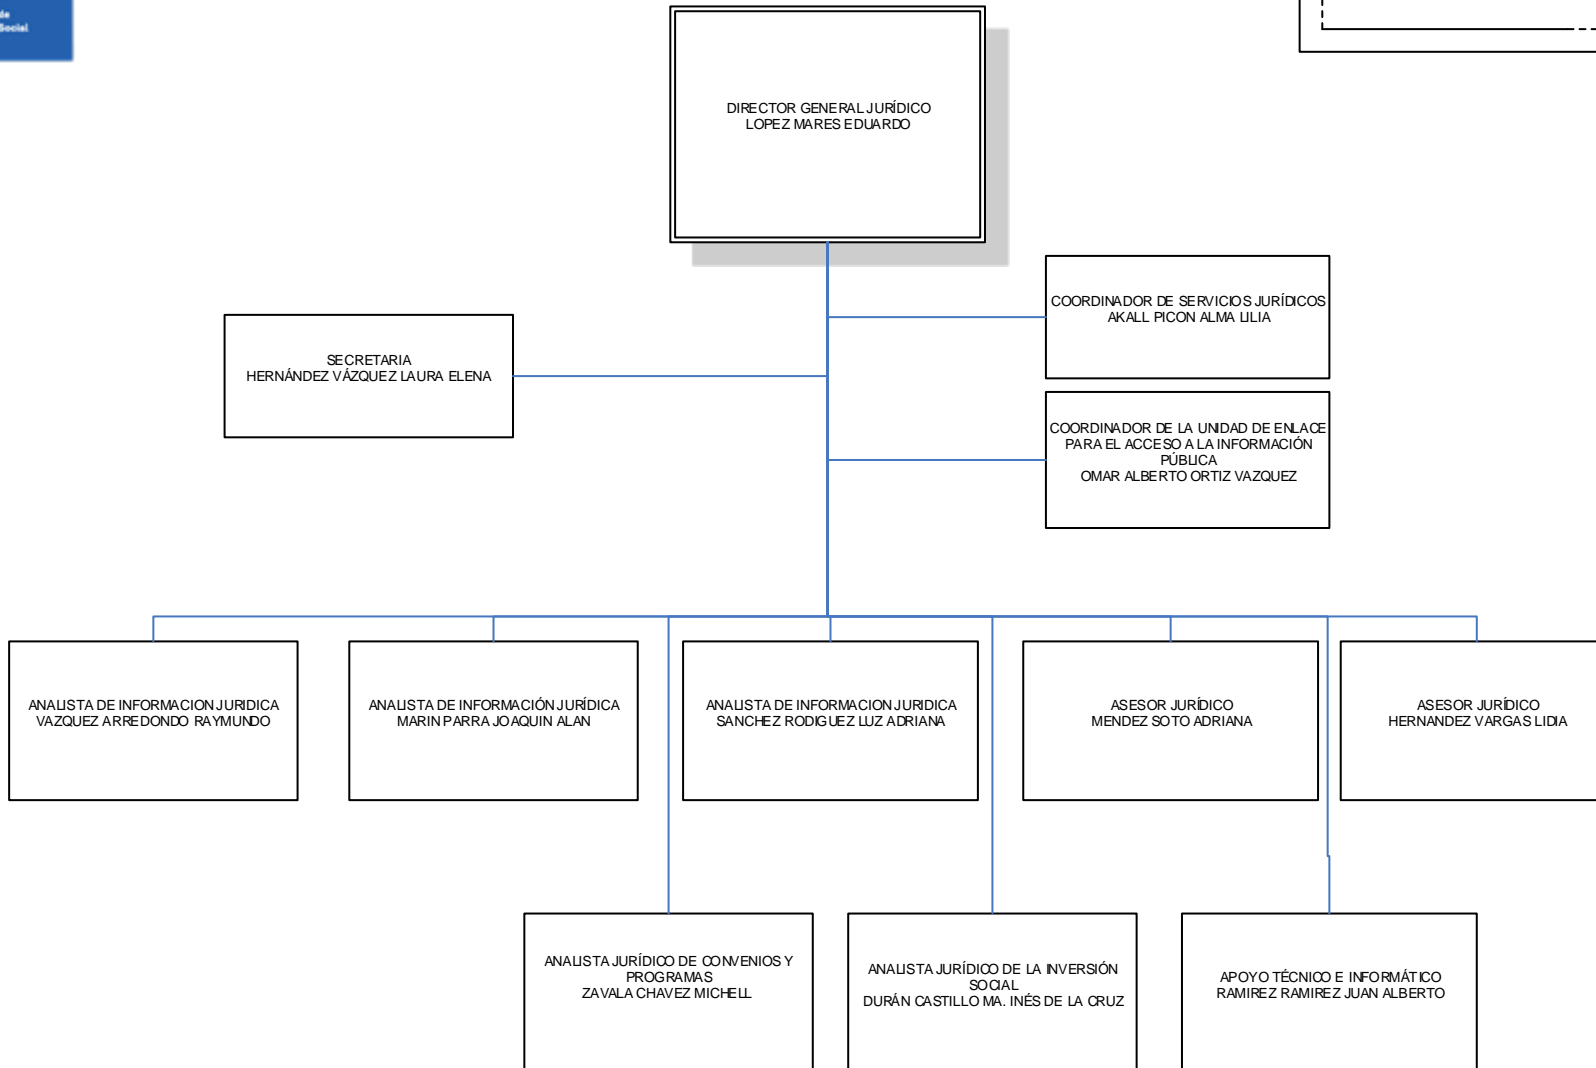 de
Social
DIRECTOR GENERAL JURÍDICO
LOPEZ MARES EDUARDO
COORDINADOR DE SERVICIOS JURÍDICOS
AKALL PICON ALMA LILIA
SECRETARIA
HERNÁNDEZ VÁZQUEZ LAURA ELENA
COORDINADOR DE LA UNIDAD DE ENLACE
PARA EL ACCESO A LA INFORMACIÓN
PÚBLICA
OMAR ALBERTO ORTIZ VAZQUEZ
ANALISTA DE INFORMACION JURIDICA
VAZQUEZ ARREDONDO RAYMUNDO
ANALISTA DE INFORMACIÓN JURÍDICA
MARIN PARRA JOAQUIN ALAN
ANALISTA DE INFORMACION JURIDICA
SANCHEZ RODIGUEZ LUZ ADRIANA
ASESOR JURÍDICO
MENDEZ SOTO ADRIANA
ASESOR JURÍDICO
HERNANDEZ VARGAS LIDIA
ANALISTA JURÍDICO DE CONVENIOS Y
PROGRAMAS
ZAVALA CHAVEZ MICHELL
ANALISTA JURÍDICO DE LA INVERSIÓN
SOCIAL
DURÁN CASTILLO MA. INÉS DE LA CRUZ
APOYO TÉCNICO E INFORMÁTICO
RAMIREZ RAMIREZ JUAN ALBERTO